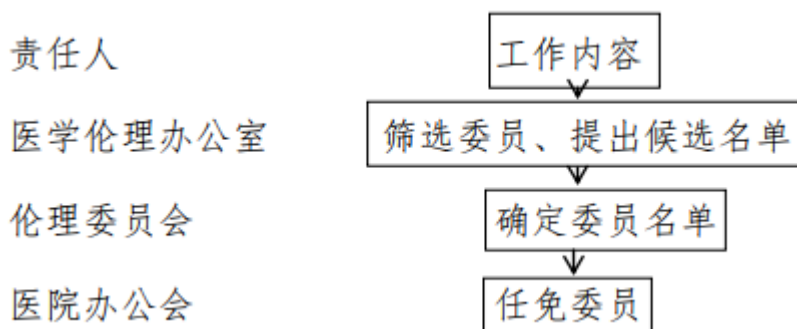 责任人 工作内容
医学伦理办公室 筛选委员、提出候选名单
伦理委员会 确定委员名单
医院办公会 任免委员